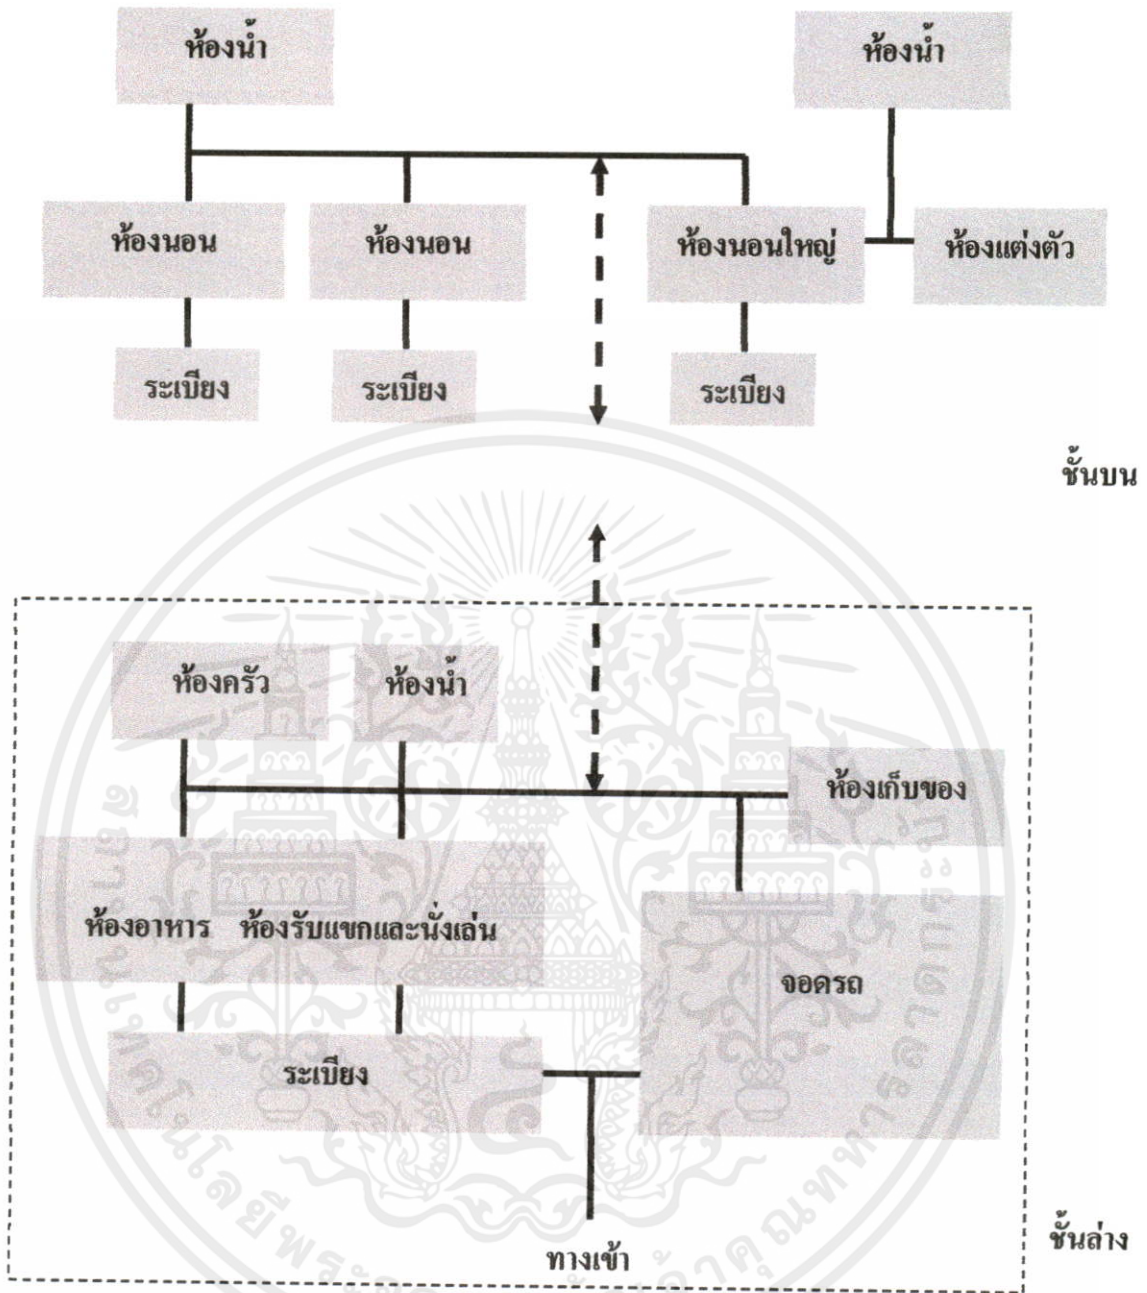 ห้องน้ำ ห้องน้ำ
ห้องนอน ห้องนอน ห้องนอนใหญ่ ห้องแต่งตัว
ระเบียง ระเบียง ระเบียง
ชั้นบน
ห้องครัว ห้องน้ำ
ห้องเก็บของ
ห้องอาหาร ห้องรับแขกและนั่งเล่น
จอดรถ
ระเบียง
ทางเข้า
ชั้นล่าง